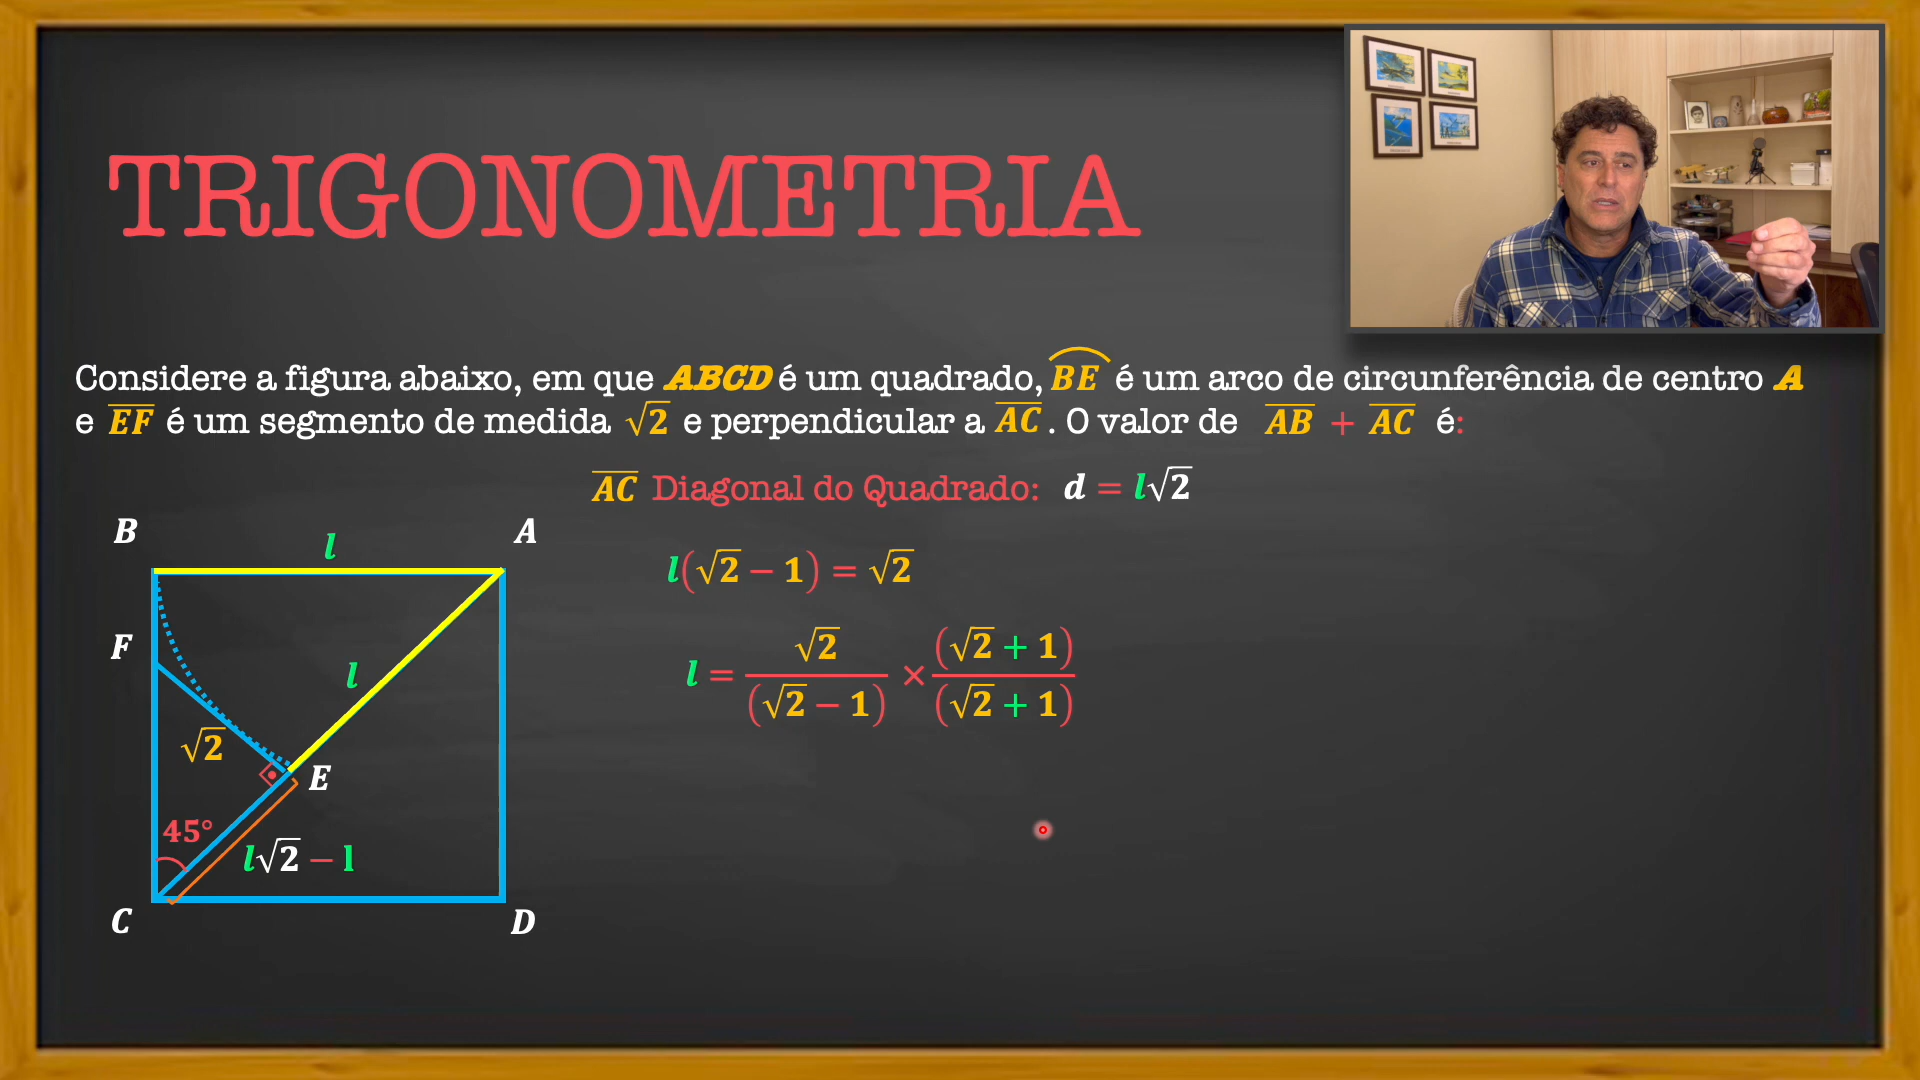 TRIGONOMETRIA
Considere a figura abaixo, em que ABCD é um quadrado, BE é um arco de circunferência de centro A
e EF é um segmento de medida √2 e perpendicular a AC. O valor de AB + AC é:
AC Diagonal do Quadrado: d = l√2
B l A
l(√2 − 1) = √2
F
l = √2/(√2 − 1) × (√2 + 1)/(√2 + 1)
l
√2
E
45°
l√2 − l
C D